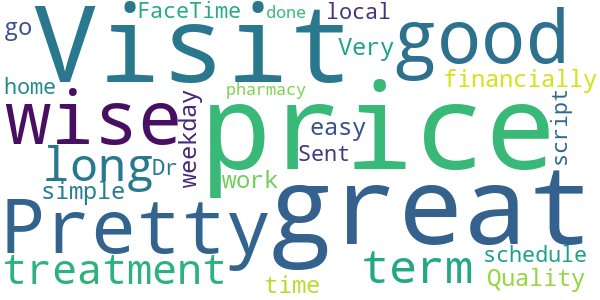 FaceTime done local
go Visit good
Very
home financially
wise weekday pharmacy price script
easy
long Dr Sent
simple work
Pretty great
treatment term schedule
time Quality